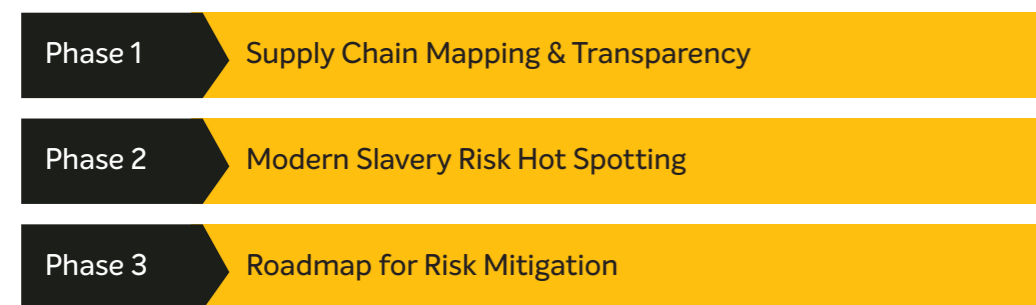 Phase 1 Supply Chain Mapping & Transparency
Phase 2 Modern Slavery Risk Hot Spotting
Phase 3 Roadmap for Risk Mitigation